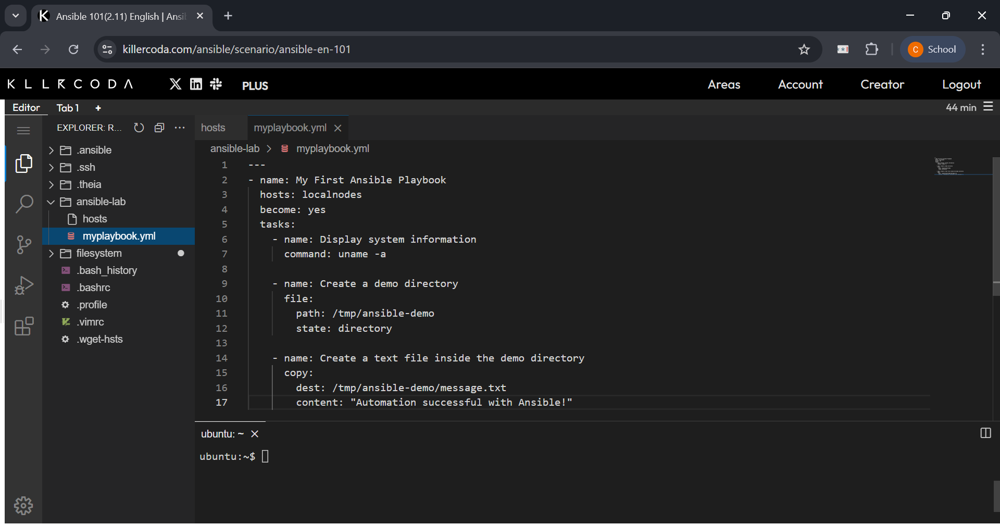 Ansible 101(2.11) English | Ansi
killercoda.com/ansible/scenario/ansible-en-101
C School
KLLRCODA
PLUS
Areas
Account
Creator
Logout
Editor
Tab 1
+
44 min
EXPLORER: R...
.ansible
.ssh
.theia
ansible-lab
hosts
myplaybook.yml
filesystem
.bash_history
.bashrc
.profile
.vimrc
.wget-hsts
hosts
myplaybook.yml
ansible-lab > myplaybook.yml
1 ---
2 - name: My First Ansible Playbook
3 hosts: localnodes
4 become: yes
5 tasks:
6 - name: Display system information
7 command: uname -a
8
9 - name: Create a demo directory
10 file:
11 path: /tmp/ansible-demo
12 state: directory
13
14 - name: Create a text file inside the demo directory
15 copy:
16 dest: /tmp/ansible-demo/message.txt
17 content: "Automation successful with Ansible!"
ubuntu: ~
ubuntu:~$